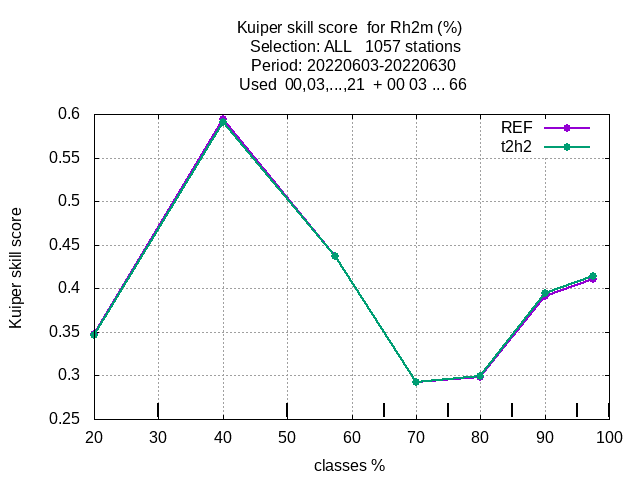 Kuiper skill score  for Rh2m (%)
Selection: ALL   1057 stations
Period: 20220603-20220630
Used  00,03,...,21  + 00 03 ... 66
REF
t2h2
0.6
0.55
0.5
0.45
0.4
0.35
0.3
0.25
Kuiper skill score
20 30 40 50 60 70 80 90 100
classes %